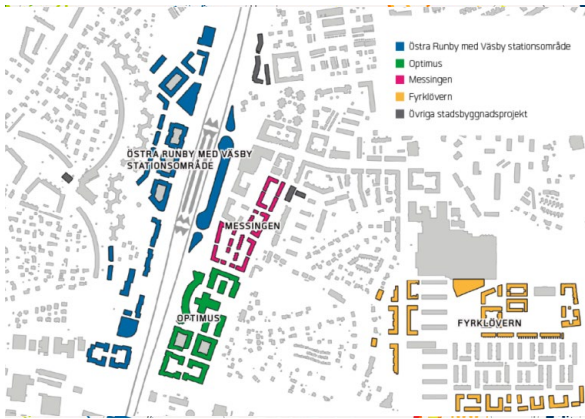 Östra Runby med Väsby stationsområde
Optimus
Messingen
Fyrklövern
Övriga stadsbyggnadsprojekt
ÖSTRA RUNBY MED VÄSBY
STATIONSOMRÅDE
MESSINGEN
OPTIMUS
FYRKLÖVERN